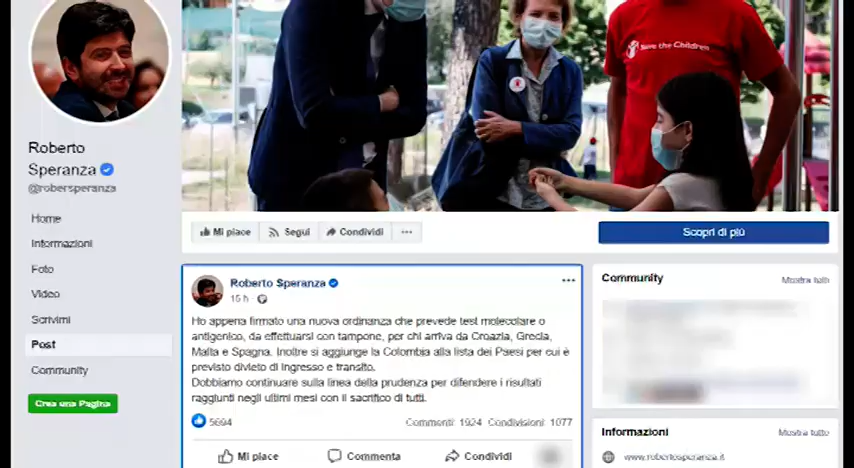 Save the Children
Roberto
Speranza
@robersperanza
Home
Informazioni
Foto
Video
Scrivimi
Post
Community
Crea una Pagina
Mi piace
Segui
Condividi
Scopri di più
Roberto Speranza
15 h
Ho appena firmato una nuova ordinanza che prevede test molecolare o
antigenico, da effettuarsi con tampone, per chi arriva da Croazia, Grecia,
Malta e Spagna. Inoltre si aggiunge la Colombia alla lista dei Paesi per cui è
previsto divieto di ingresso e transito.
Dobbiamo continuare sulla linea della prudenza per difendere i risultati
raggiunti negli ultimi mesi con il sacrifico di tutti.
5694
Commenti: 1924 Condivisioni: 1077
Mi piace
Commenta
Condividi
Community
Mostra tutti
Informazioni
Mostra tutto
www.robertosperanza.it